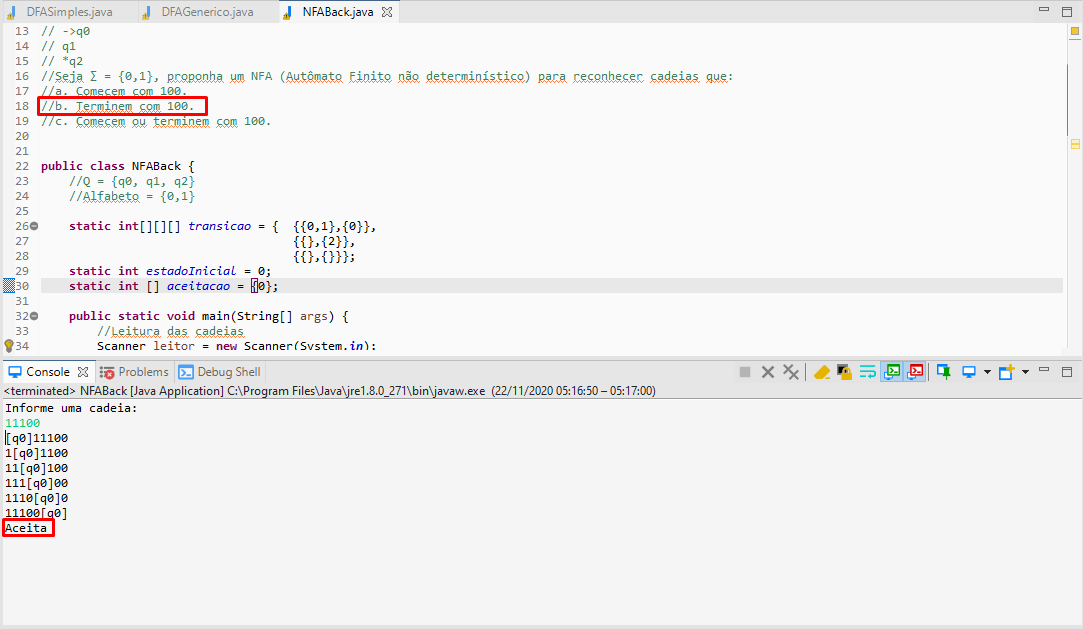 DFASimples.java DFAGenerico.java NFABack.java
13 // ->q0
14 // q1
15 // *q2
16 //Seja Σ = {0,1}, proponha um NFA (Autômato Finito não determinístico) para reconhecer cadeias que:
17 //a. Comecem com 100.
18 //b. Terminem com 100.
19 //c. Comecem ou terminem com 100.
20
21
22 public class NFABack {
23 //Q = {q0, q1, q2}
24 //Alfabeto = {0,1}
25
26 static int[][][] transicao = { {{0,1},{0}},
27 {{},{2}},
28 {{},{}}};
29 static int estadoInicial = 0;
30 static int [] aceitacao = {0};
31
32 public static void main(String[] args) {
33 //Leitura das cadeias
34 Scanner leitor = new Scanner(System.in);
Console Problems Debug Shell
<terminated> NFABack [Java Application] C:\Program Files\Java\jre1.8.0_271\bin\javaw.exe (22/11/2020 05:16:50 – 05:17:00)
Informe uma cadeia:
11100
[q0]11100
1[q0]1100
11[q0]100
111[q0]00
1110[q0]0
11100[q0]
Aceita